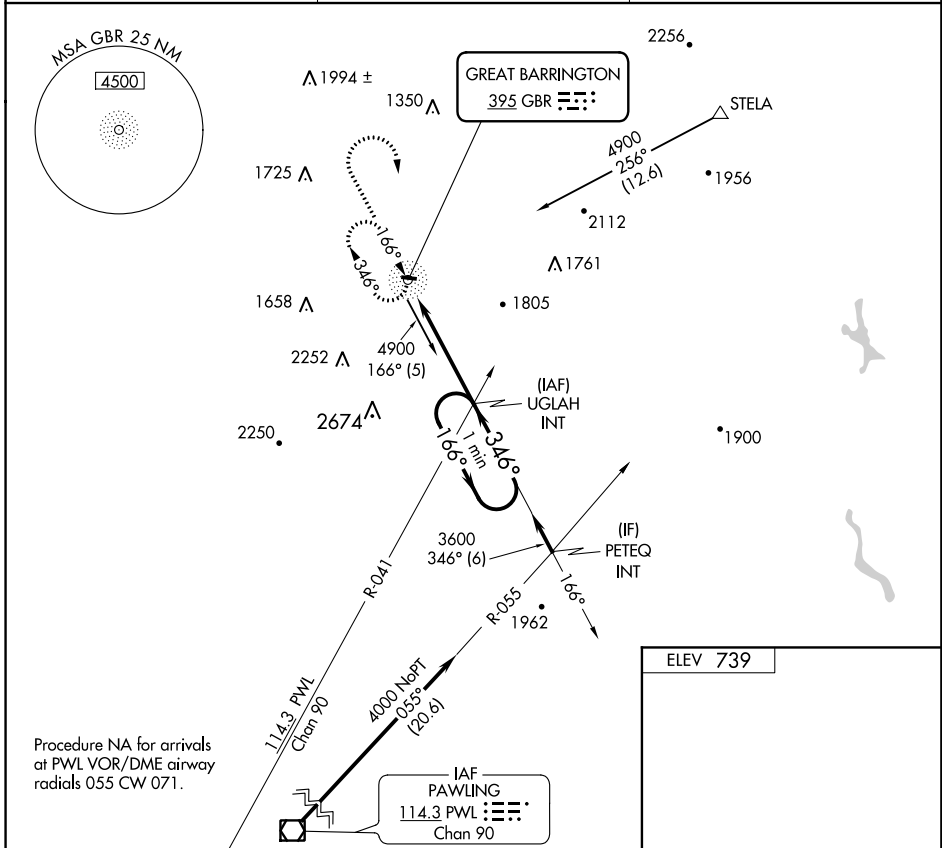 MSA GBR 25 NM
4500
1994 ±
1350
2256
GREAT BARRINGTON
395 GBR
STELA
4900
256°
(12.6)
1725
1956
2112
166°
346°
1761
1658
1805
4900
166° (5)
2252
(IAF)
UGLAH
INT
2674
2250
1900
346°
1 min
166°
3600
346° (6)
(IF)
PETEQ
INT
R-041
R-055
166°
1962
ELEV 739
4000 NoPT
055°
(20.6)
114.3 PWL
Chan 90
Procedure NA for arrivals
at PWL VOR/DME airway
radials 055 CW 071.
IAF
PAWLING
114.3 PWL
Chan 90